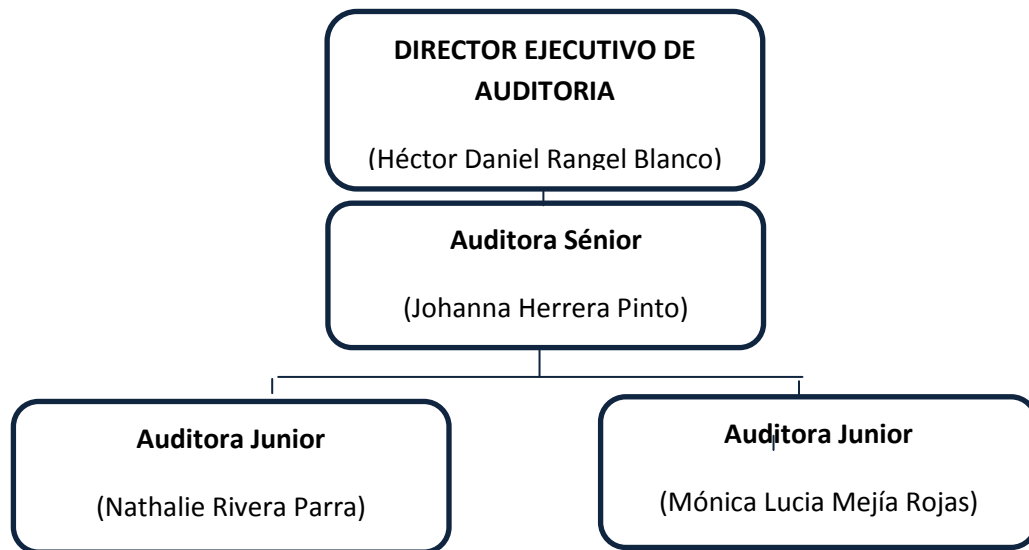 DIRECTOR EJECUTIVO DE
AUDITORIA
(Héctor Daniel Rangel Blanco)
Auditora Sénior
(Johanna Herrera Pinto)
Auditora Junior
(Nathalie Rivera Parra)
Auditora Junior
(Mónica Lucia Mejía Rojas)